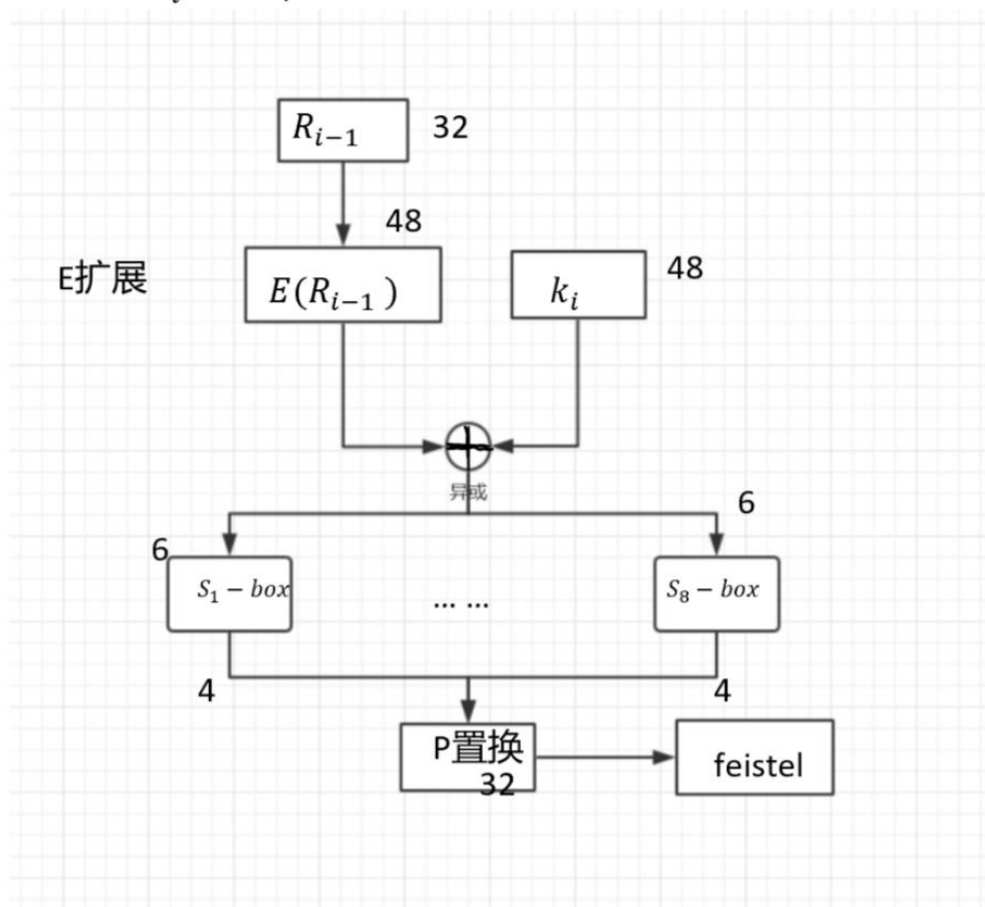 R_{i-1} 32
48
E扩展 E(R_{i-1}) k_i 48
异或
6
6
S_1 - box ... ... S_8 - box
4 4
P置换
32
feistel